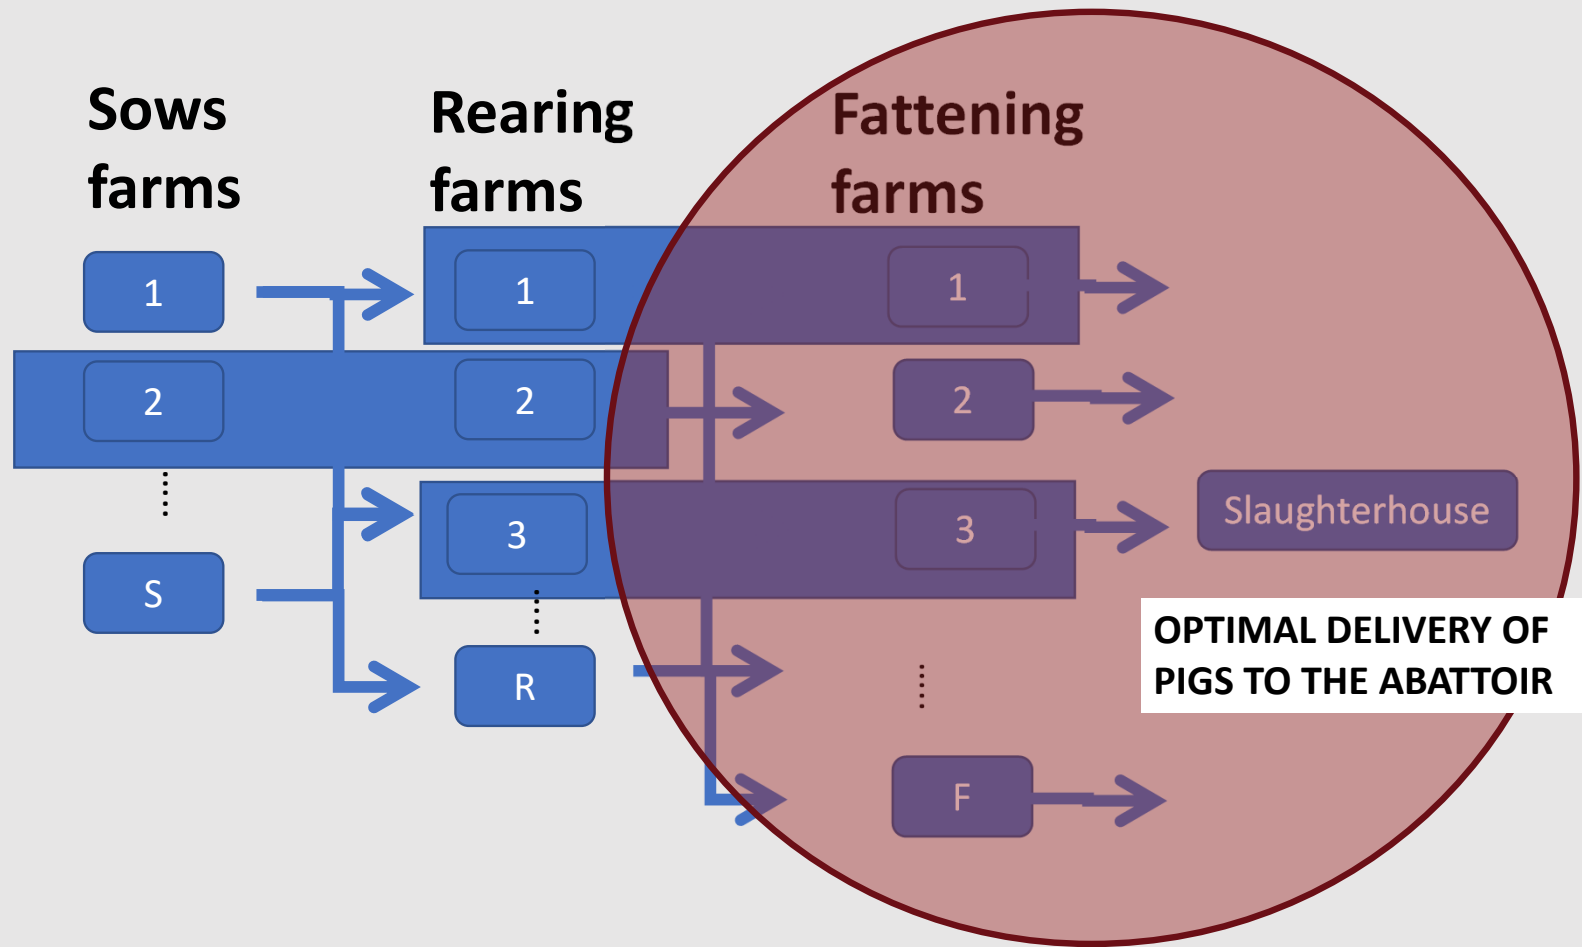 Sows
farms
Rearing
farms
Fattening
farms
1
1
1
2
2
2
3
3
Slaughterhouse
S
R
F
OPTIMAL DELIVERY OF
PIGS TO THE ABATTOIR